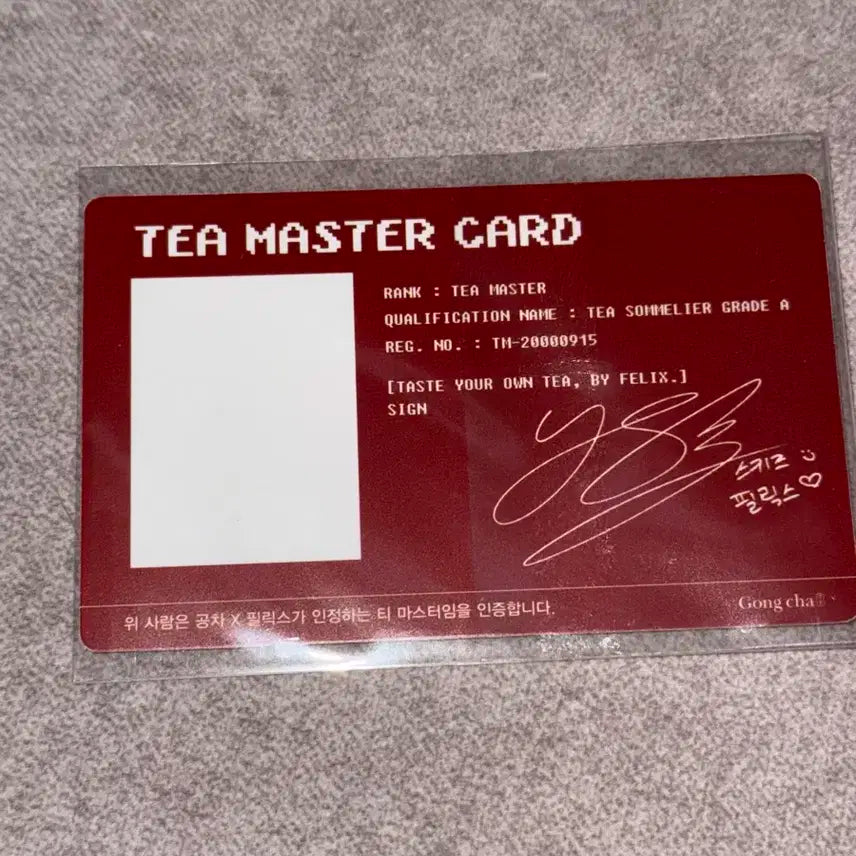 TEA MASTER CARD
RANK : TEA MASTER
QUALIFICATION NAME : TEA SOMMELIER GRADE A
REG. NO. : TM-20000915
[TASTE YOUR OWN TEA, BY FELIX.]
SIGN
스키즈
필릭스♡
위 사람은 공차 X 필릭스가 인정하는 티 마스터임을 인증합니다.
Gong cha